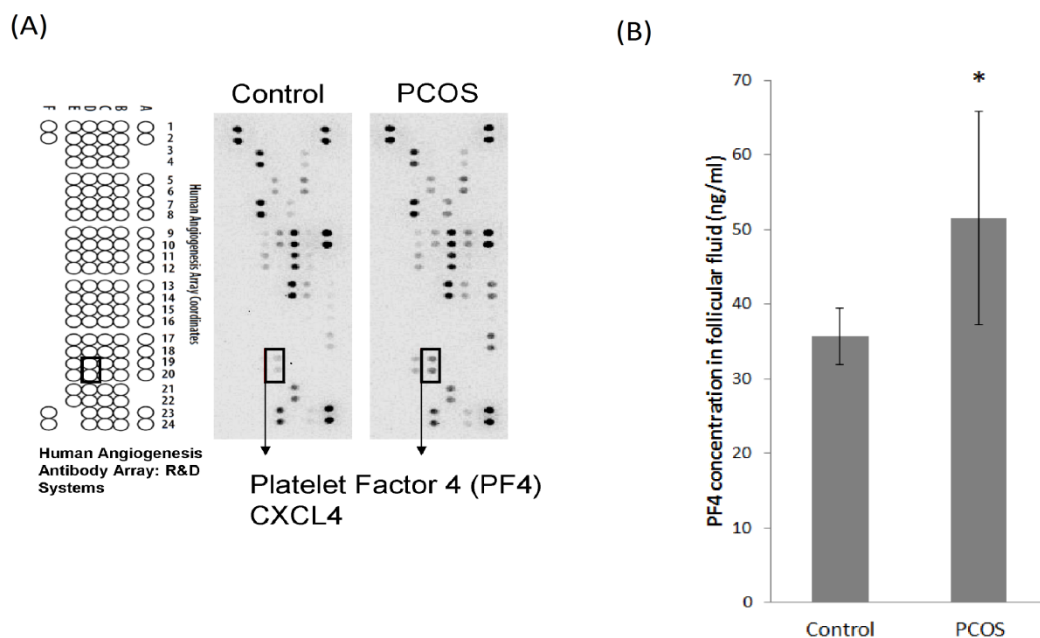 (A)
Control PCOS
F E D C B A
1
2
3
4
5
6
7
8
9
10
11
12
13
14
15
16
17
18
19
20
21
22
23
24
Human Angiogenesis Array Coordinates
Human Angiogenesis
Antibody Array: R&D
Systems
Platelet Factor 4 (PF4)
CXCL4
(B)
PF4 concentration in follicular fluid (ng/ml)
70
60
50
40
30
20
10
0
*
Control PCOS